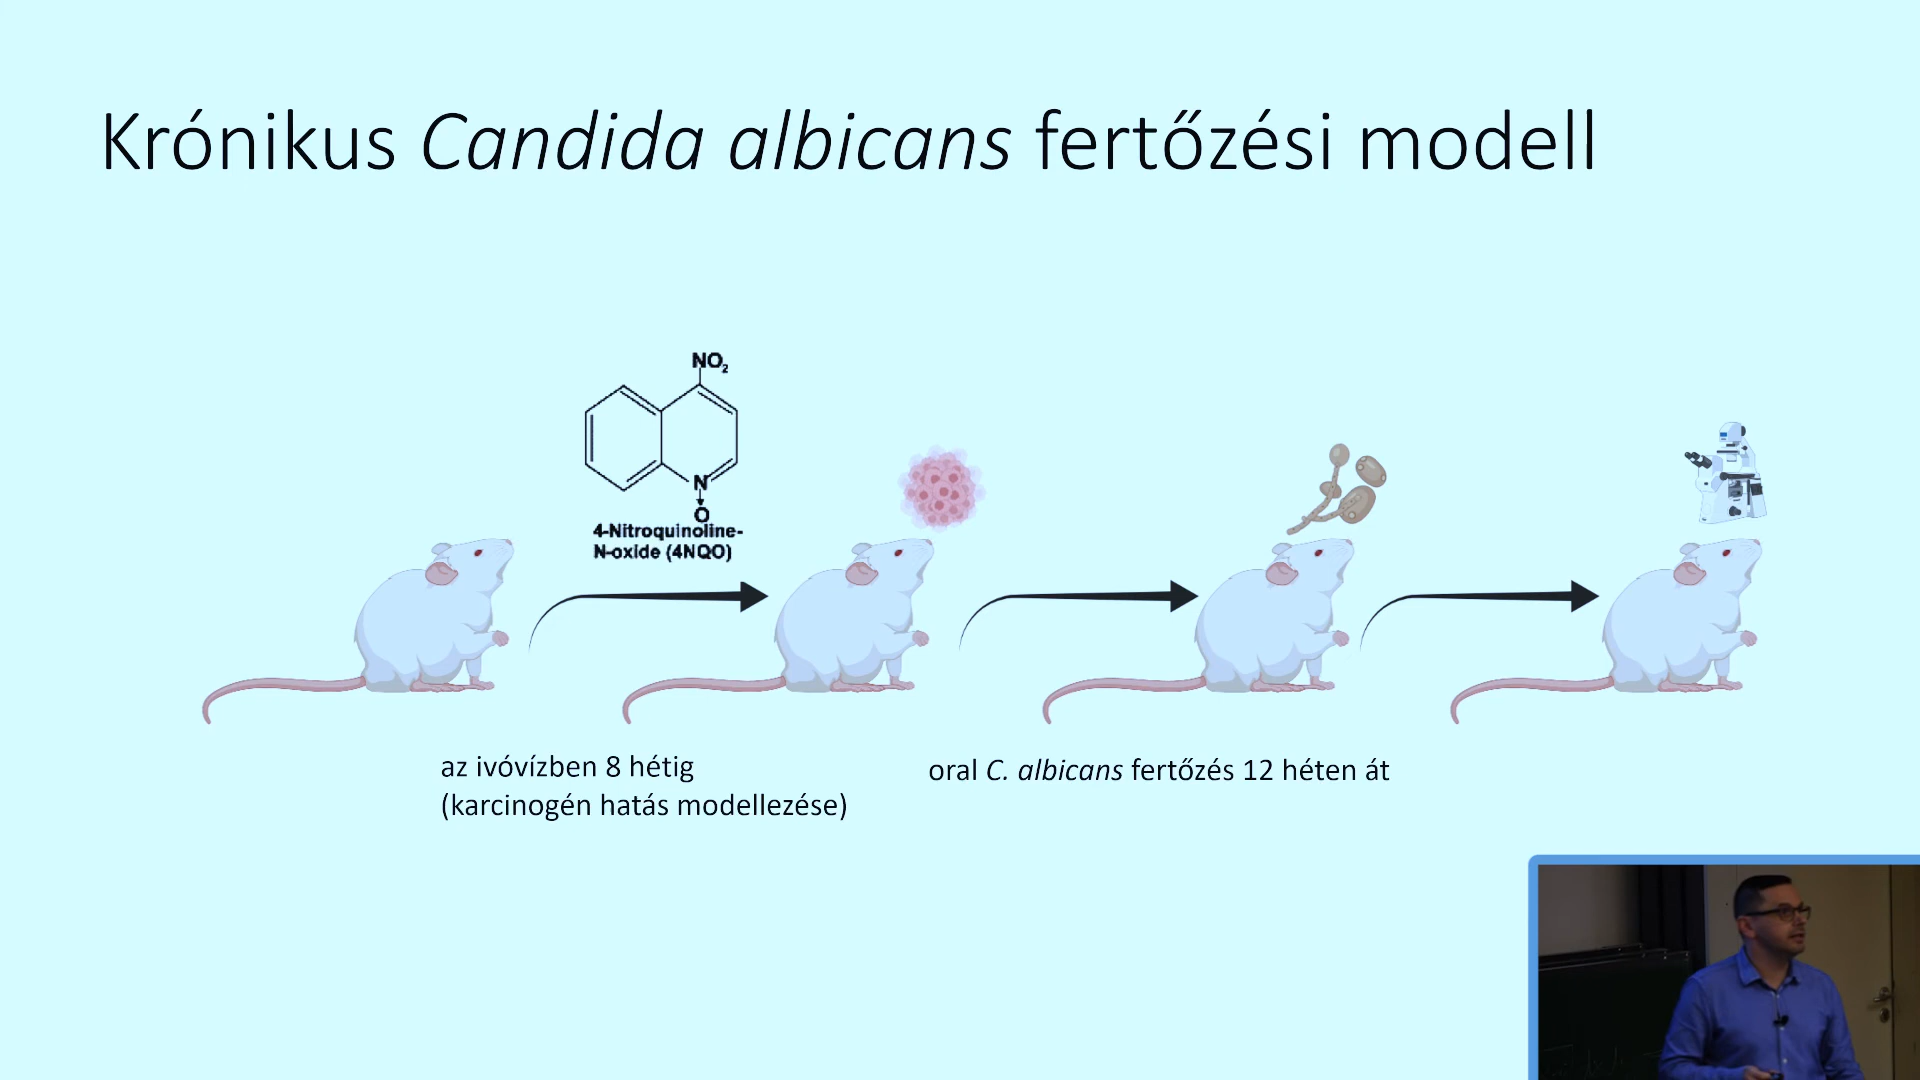 Krónikus Candida albicans fertőzési modell
NO₂
N
O
4-Nitroquinoline-
N-oxide (4NQO)
az ivóvízben 8 hétig
(karcinogén hatás modellezése)
oral C. albicans fertőzés 12 héten át